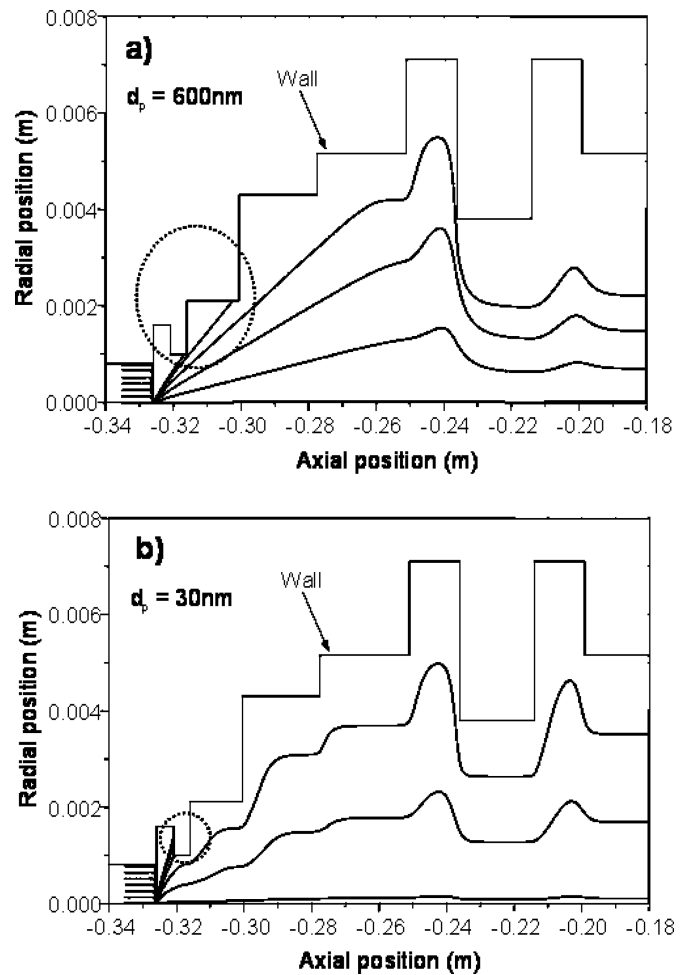 a)
d_p = 600nm
Wall
0.008
0.006
0.004
0.002
0.000
Radial position (m)
-0.34 -0.32 -0.30 -0.28 -0.26 -0.24 -0.22 -0.20 -0.18
Axial position (m)
b)
d_p = 30nm
Wall
0.008
0.006
0.004
0.002
0.000
Radial position (m)
-0.34 -0.32 -0.30 -0.28 -0.26 -0.24 -0.22 -0.20 -0.18
Axial position (m)